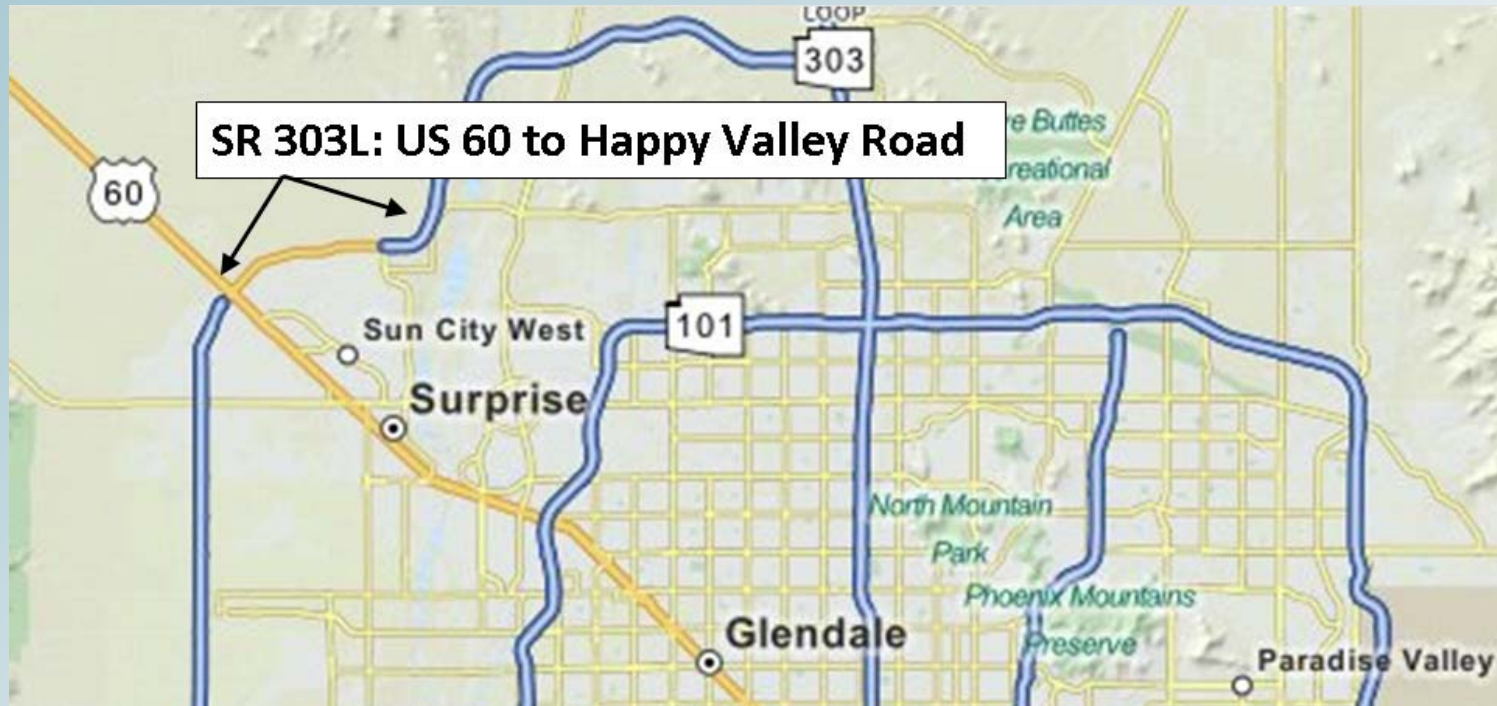 LOOP
303
SR 303L: US 60 to Happy Valley Road
60
e Buttes
reational
Area
101
Sun City West
Surprise
North Mountain
Park
Phoenix Mountains
Preserve
Glendale
Paradise Valley